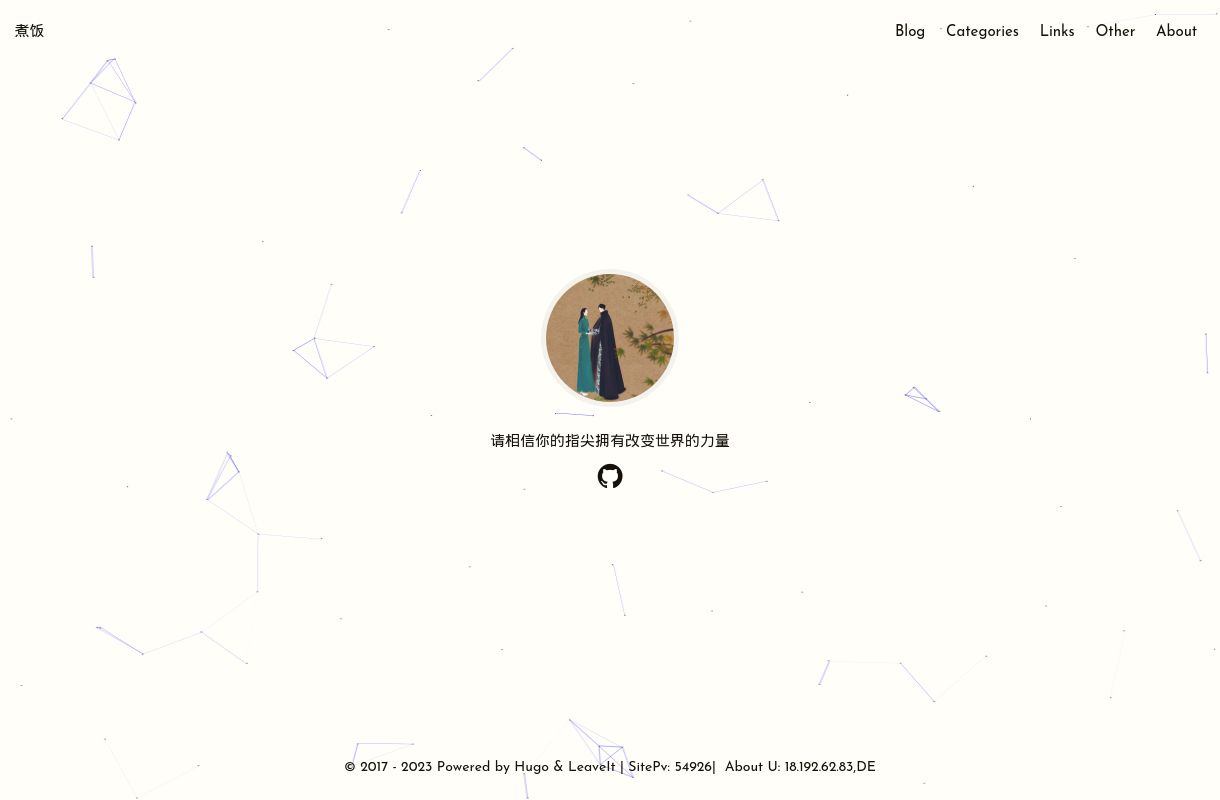 煮饭
Blog Categories Links Other About
请相信你的指尖拥有改变世界的力量
© 2017 - 2023 Powered by Hugo & LeaveIt | SitePv: 54926| About U: 18.192.62.83,DE